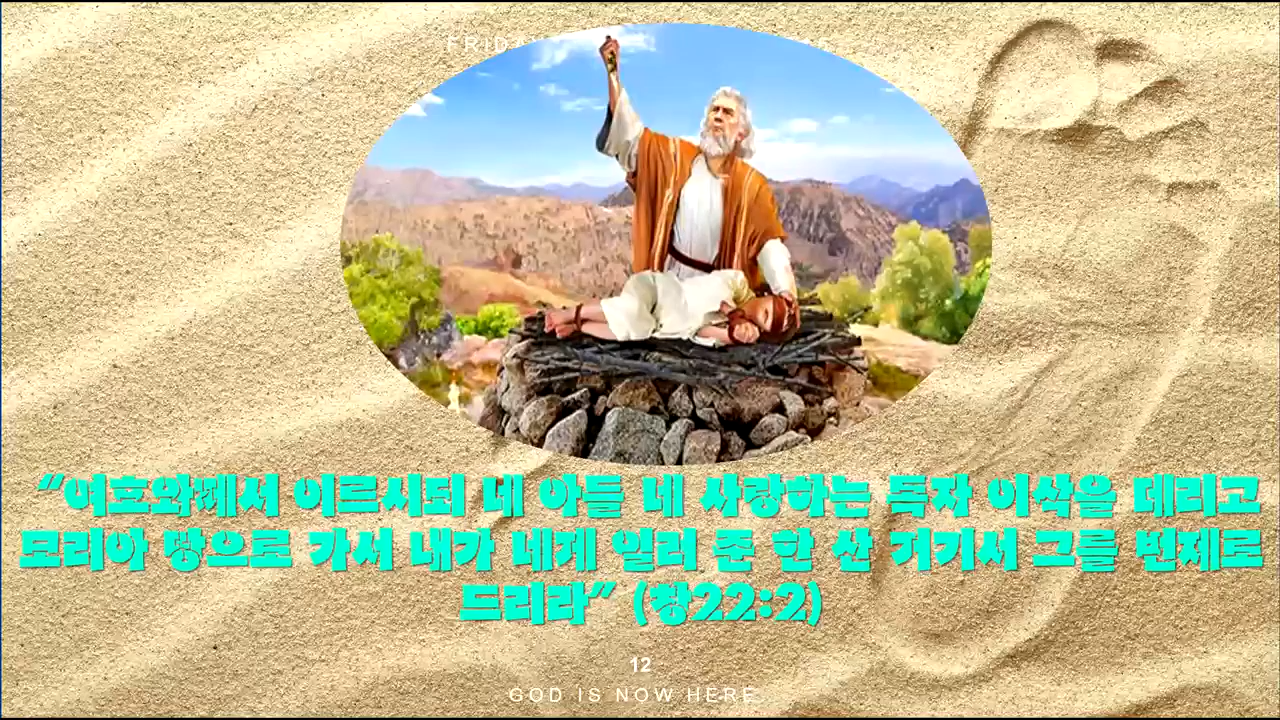 “여호와께서 이르시되 네 아들 네 사랑하는 독자 이삭을 데리고
모리아 땅으로 가서 내가 네게 일러 준 한 산 거기서 그를 번제로
드리라” (창22:2)
12
GOD IS NOW HERE